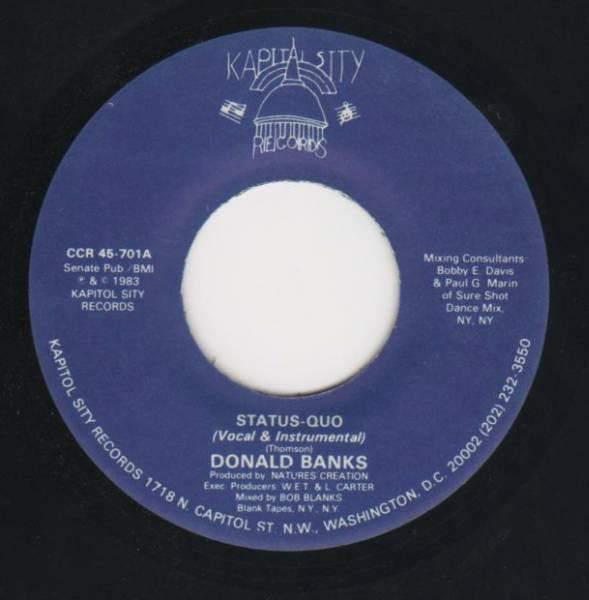 KAPITAL SITY
RECORDS
CCR 45-701A
Senate Pub./BMI
℗ & © 1983
KAPITOL SITY
RECORDS
Mixing Consultants
Bobby E. Davis
& Paul G. Marin
of Sure Shot
Dance Mix,
NY, NY
STATUS-QUO
(Vocal & Instrumental)
(Thomson)
DONALD BANKS
Produced by NATURES CREATION
Exec Producers: W.E.T. & L. CARTER
Mixed by BOB BLANKS
Blank Tapes, N.Y., N.Y.
KAPITOL SITY RECORDS 1718 N. CAPITOL ST. N.W., WASHINGTON, D.C. 20002 (202) 232-3550